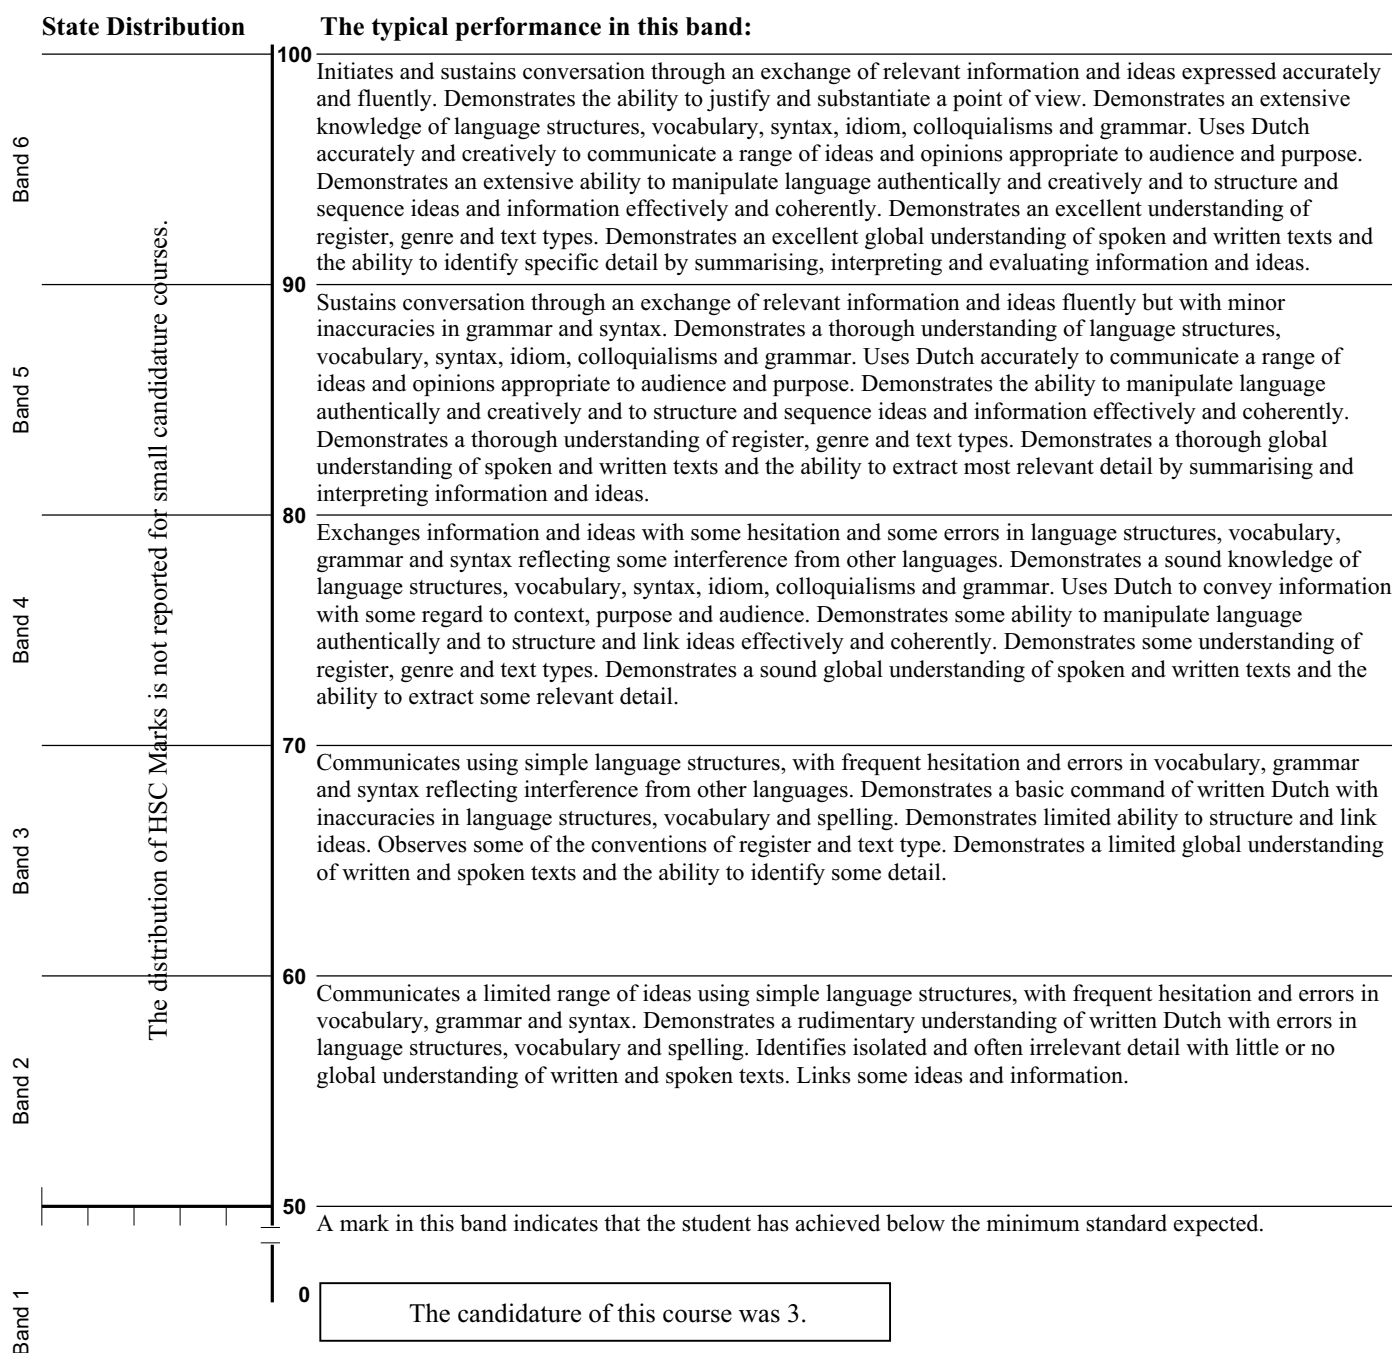 State Distribution
The typical performance in this band:
100
Band 6
Initiates and sustains conversation through an exchange of relevant information and ideas expressed accurately
and fluently. Demonstrates the ability to justify and substantiate a point of view. Demonstrates an extensive
knowledge of language structures, vocabulary, syntax, idiom, colloquialisms and grammar. Uses Dutch
accurately and creatively to communicate a range of ideas and opinions appropriate to audience and purpose.
Demonstrates an extensive ability to manipulate language authentically and creatively and to structure and
sequence ideas and information effectively and coherently. Demonstrates an excellent understanding of
register, genre and text types. Demonstrates an excellent global understanding of spoken and written texts and
the ability to identify specific detail by summarising, interpreting and evaluating information and ideas.
90
Band 5
Sustains conversation through an exchange of relevant information and ideas fluently but with minor
inaccuracies in grammar and syntax. Demonstrates a thorough understanding of language structures,
vocabulary, syntax, idiom, colloquialisms and grammar. Uses Dutch accurately to communicate a range of
ideas and opinions appropriate to audience and purpose. Demonstrates the ability to manipulate language
authentically and creatively and to structure and sequence ideas and information effectively and coherently.
Demonstrates a thorough understanding of register, genre and text types. Demonstrates a thorough global
understanding of spoken and written texts and the ability to extract most relevant detail by summarising and
interpreting information and ideas.
80
Band 4
Exchanges information and ideas with some hesitation and some errors in language structures, vocabulary,
grammar and syntax reflecting some interference from other languages. Demonstrates a sound knowledge of
language structures, vocabulary, syntax, idiom, colloquialisms and grammar. Uses Dutch to convey information
with some regard to context, purpose and audience. Demonstrates some ability to manipulate language
authentically and to structure and link ideas effectively and coherently. Demonstrates some understanding of
register, genre and text types. Demonstrates a sound global understanding of spoken and written texts and the
ability to extract some relevant detail.
70
Band 3
Communicates using simple language structures, with frequent hesitation and errors in vocabulary, grammar
and syntax reflecting interference from other languages. Demonstrates a basic command of written Dutch with
inaccuracies in language structures, vocabulary and spelling. Demonstrates limited ability to structure and link
ideas. Observes some of the conventions of register and text type. Demonstrates a limited global understanding
of written and spoken texts and the ability to identify some detail.
60
Band 2
Communicates a limited range of ideas using simple language structures, with frequent hesitation and errors in
vocabulary, grammar and syntax. Demonstrates a rudimentary understanding of written Dutch with errors in
language structures, vocabulary and spelling. Identifies isolated and often irrelevant detail with little or no
global understanding of written and spoken texts. Links some ideas and information.
50
A mark in this band indicates that the student has achieved below the minimum standard expected.
0
Band 1
The candidature of this course was 3.
The distribution of HSC Marks is not reported for small candidature courses.